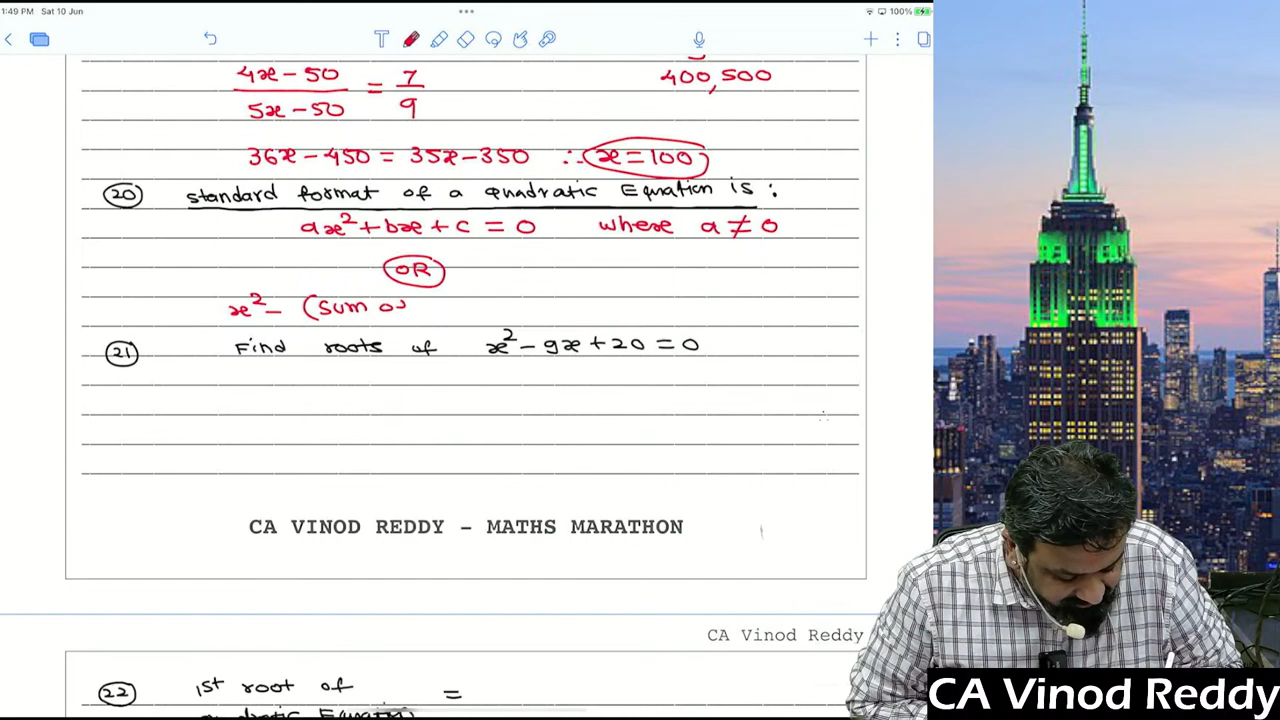 1:49 PM Sat 10 Jun
100%
T
4x - 50 / 5x - 50 = 7 / 9
400, 500
36x - 450 = 35x - 350 ∴ x = 100
20 standard format of a quadratic Equation is :
ax² + bx + c = 0 where a ≠ 0
OR
x² - (sum o
21 Find roots of x² - 9x + 20 = 0
CA VINOD REDDY - MATHS MARATHON
CA Vinod Reddy
22 1st root of =
quadratic Equation
CA Vinod Reddy